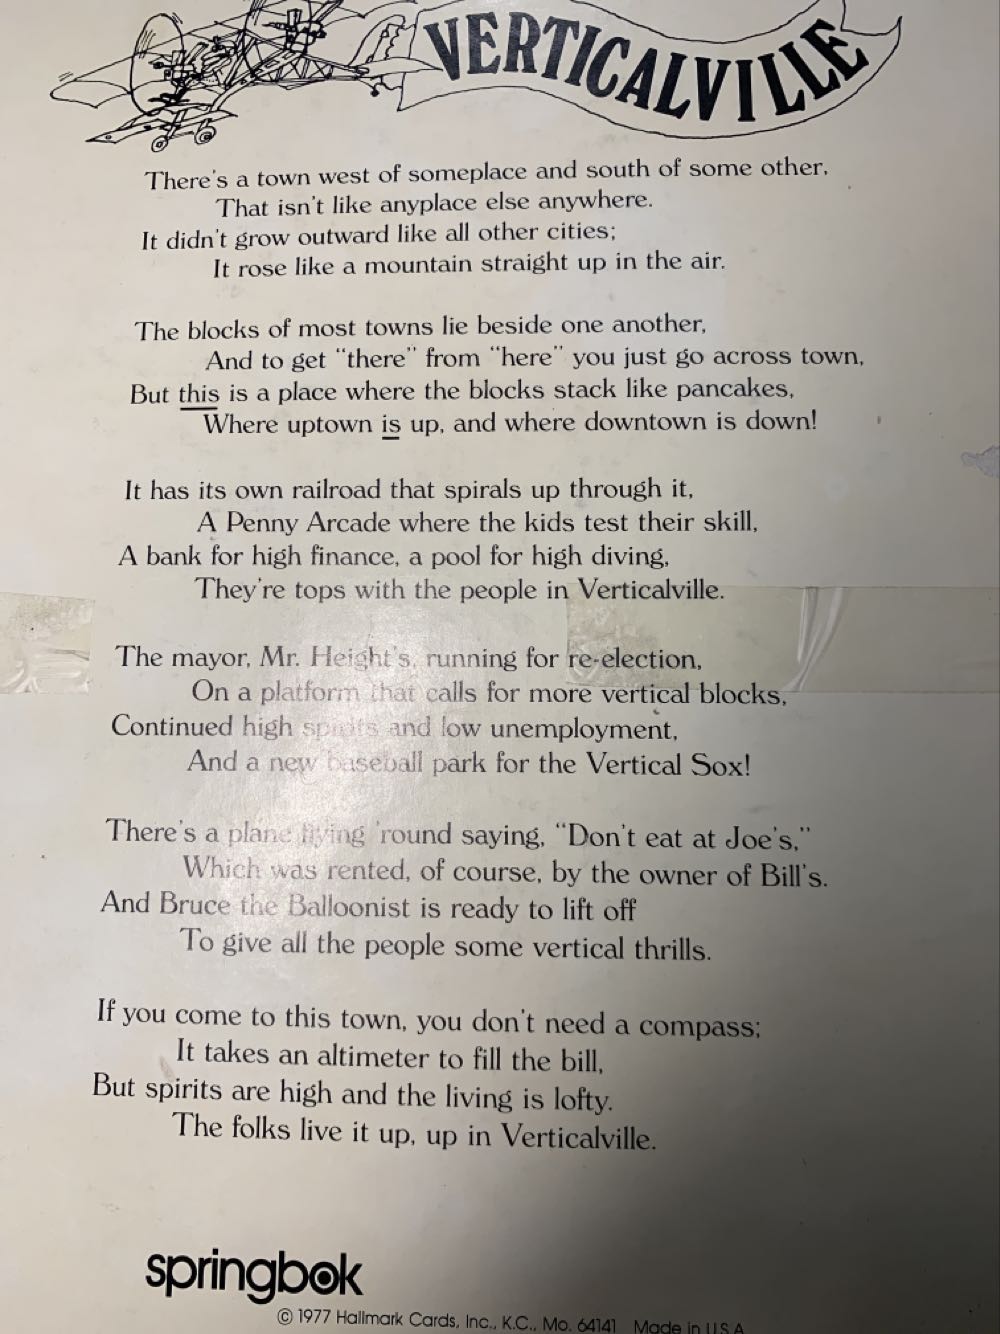 VERTICALVILLE
There's a town west of someplace and south of some other,
That isn't like anyplace else anywhere.
It didn't grow outward like all other cities;
It rose like a mountain straight up in the air.
The blocks of most towns lie beside one another,
And to get "there" from "here" you just go across town,
But this is a place where the blocks stack like pancakes,
Where uptown is up, and where downtown is down!
It has its own railroad that spirals up through it,
A Penny Arcade where the kids test their skill,
A bank for high finance, a pool for high diving,
They're tops with the people in Verticalville.
The mayor, Mr. Height's, running for re-election,
On a platform that calls for more vertical blocks,
Continued high spirits and low unemployment,
And a new baseball park for the Vertical Sox!
There's a plane flying 'round saying, "Don't eat at Joe's,"
Which was rented, of course, by the owner of Bill's.
And Bruce the Balloonist is ready to lift off
To give all the people some vertical thrills.
If you come to this town, you don't need a compass;
It takes an altimeter to fill the bill,
But spirits are high and the living is lofty.
The folks live it up, up in Verticalville.
springbok
© 1977 Hallmark Cards, Inc., K.C., Mo. 64141 Made in U.S.A.